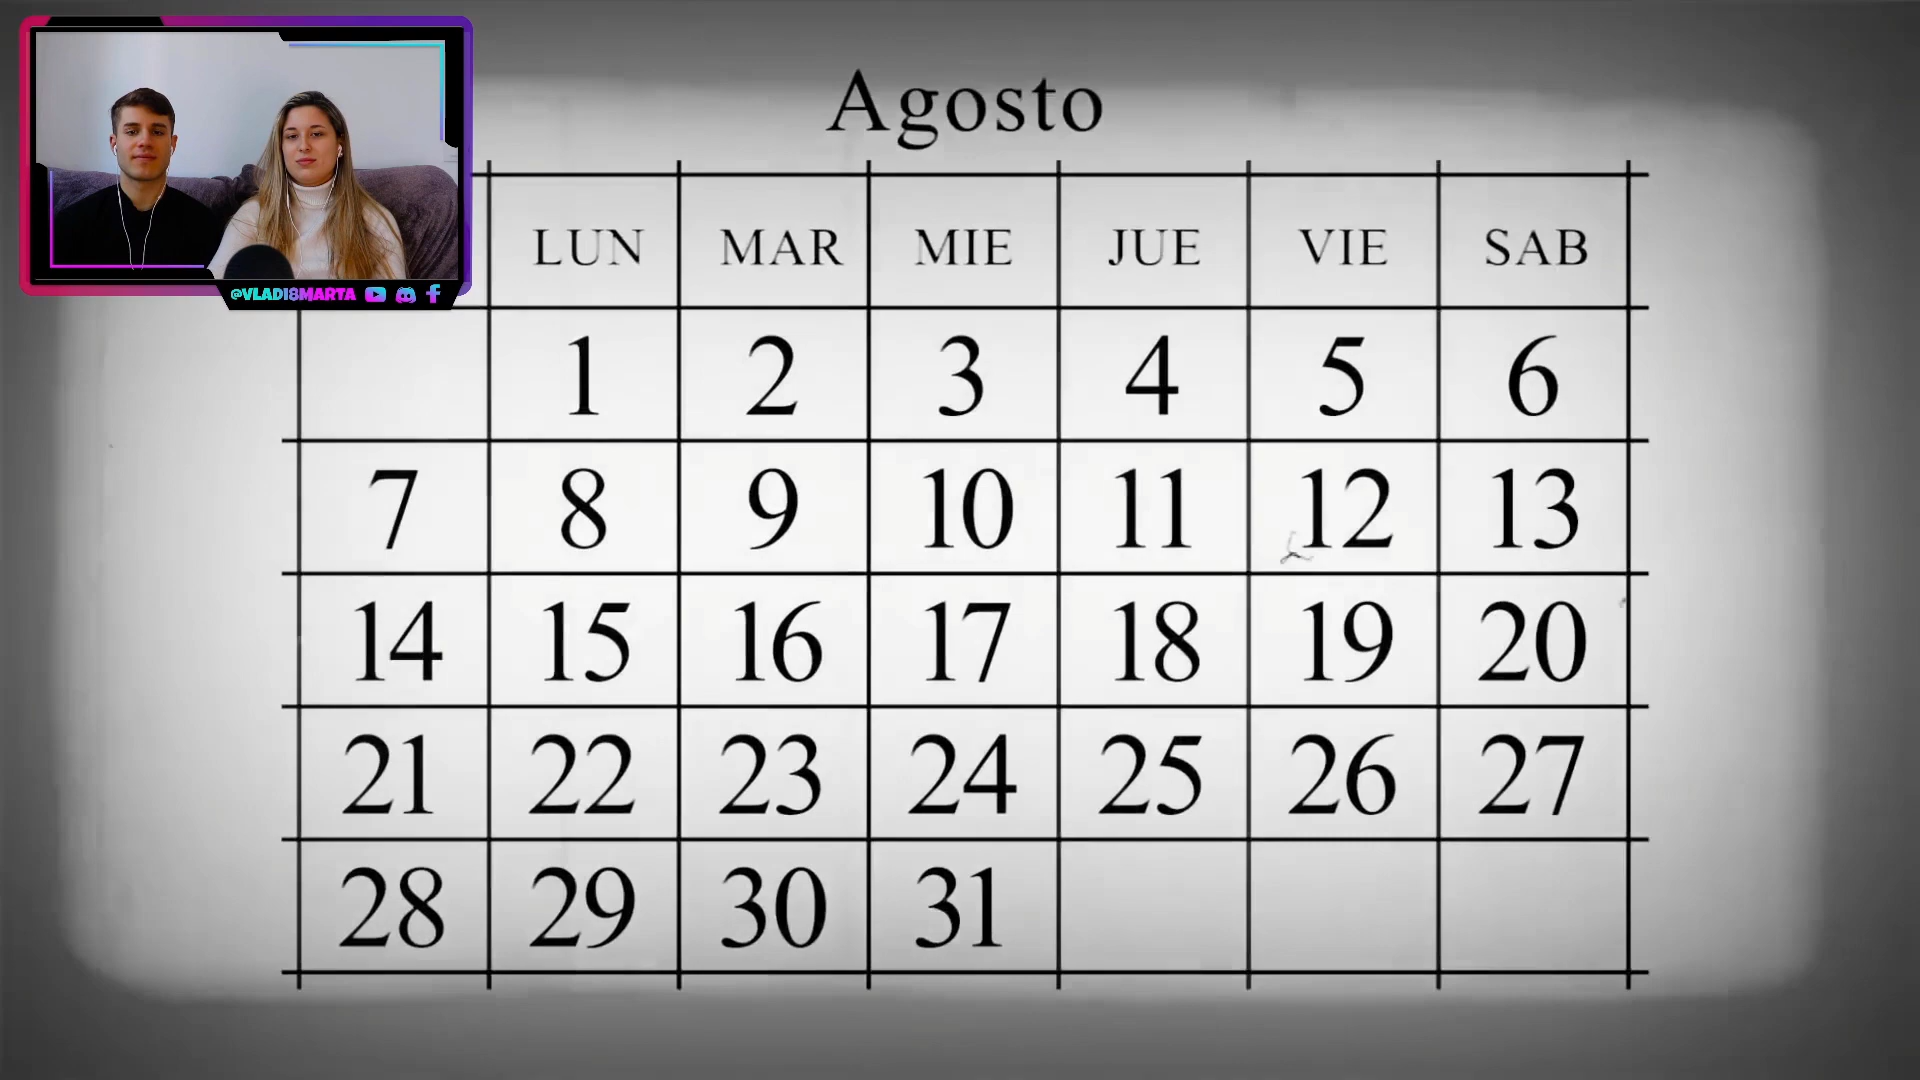 Agosto
LUN MAR MIE JUE VIE SAB
1 2 3 4 5 6
7 8 9 10 11 12 13
14 15 16 17 18 19 20
21 22 23 24 25 26 27
28 29 30 31
@VLADI8MARTA